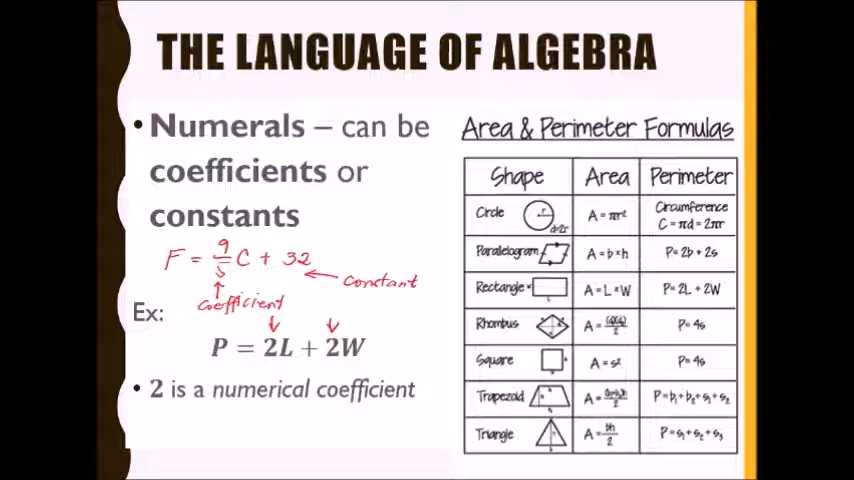 THE LANGUAGE OF ALGEBRA
• Numerals – can be
coefficients or
constants
F = 9/5 C + 32
constant
coefficient
Ex:
P = 2L + 2W
• 2 is a numerical coefficient
Area & Perimeter Formulas
Shape Area Perimeter
Circle r d=2r A = πr² Circumference C = πd = 2πr
Parallelogram A = b × h P = 2b + 2s
Rectangle A = L × W P = 2L + 2W
Rhombus P = 4s
Square A = s² P = 4s
Trapezoid P = b₁ + b₂ + s₁ + s₂
Triangle A = bh/2 P = s₁ + s₂ + s₃